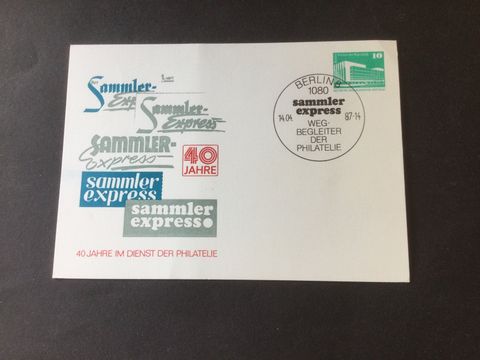 Sammler-
Express
Sammler-
Express
SAMMLER-
express
40
JAHRE
sammler
express
sammler
express
40 JAHRE IM DIENST DER PHILATELIE
10
BERLIN
1080
sammler
express
14.04. 87-14
WEG-
BEGLEITER
DER
PHILATELIE